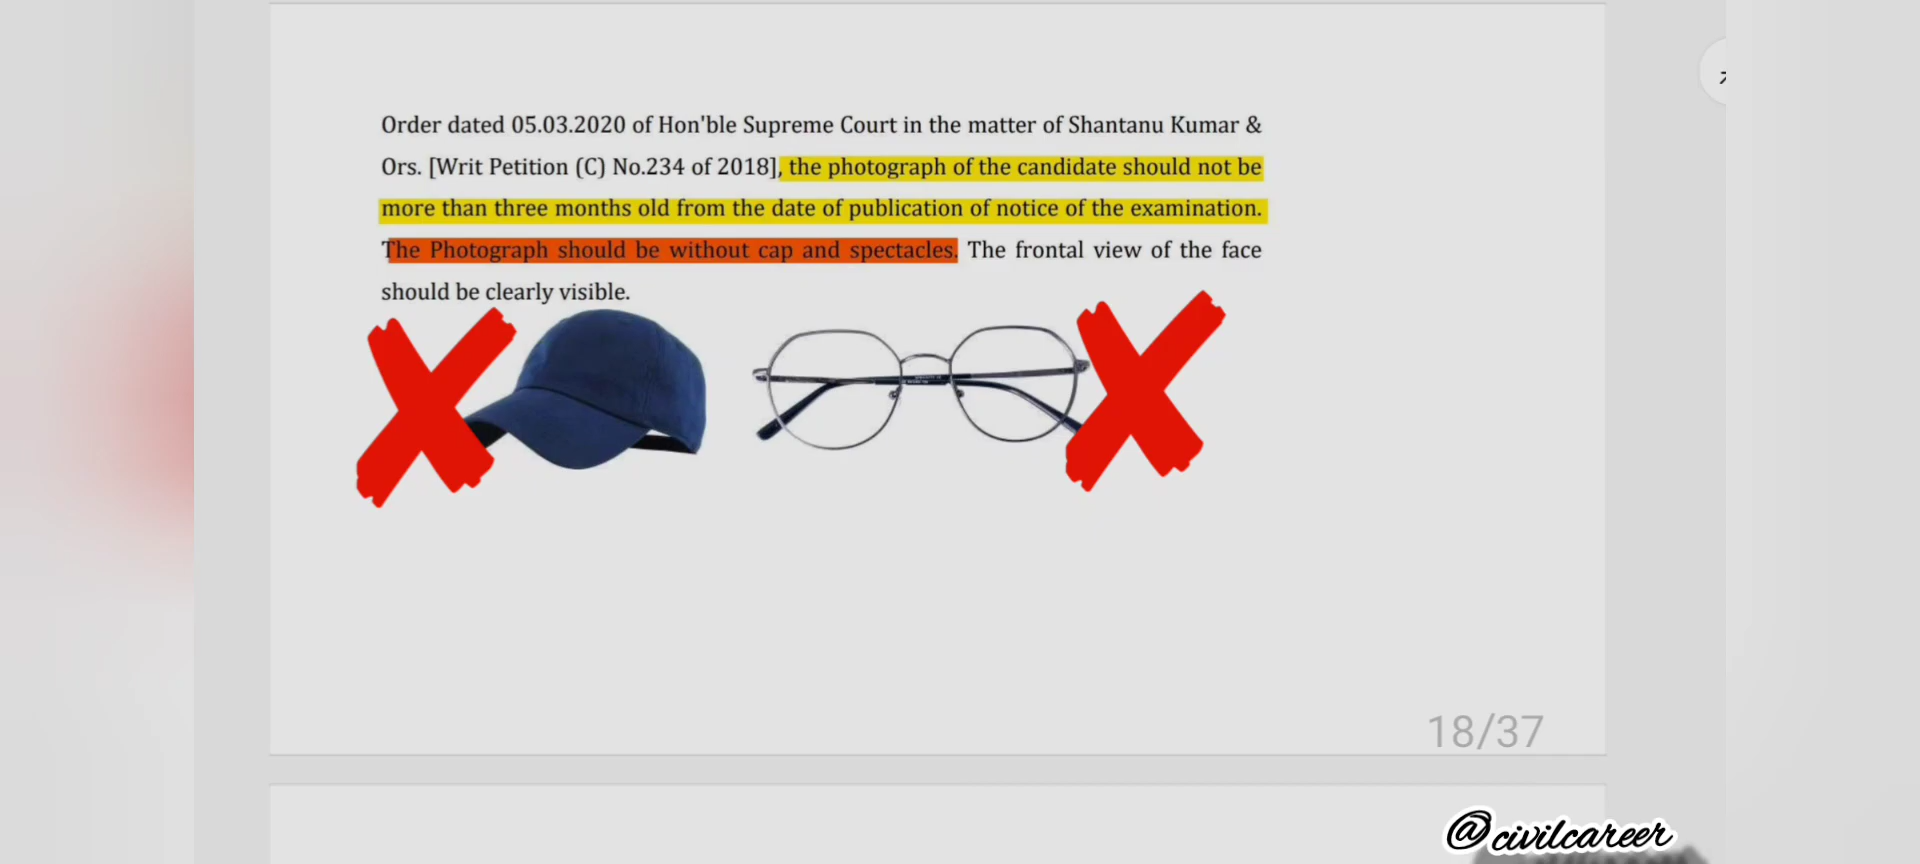 Order dated 05.03.2020 of Hon'ble Supreme Court in the matter of Shantanu Kumar &
Ors. [Writ Petition (C) No.234 of 2018], the photograph of the candidate should not be
more than three months old from the date of publication of notice of the examination.
The Photograph should be without cap and spectacles. The frontal view of the face
should be clearly visible.
18/37
@civilcareer